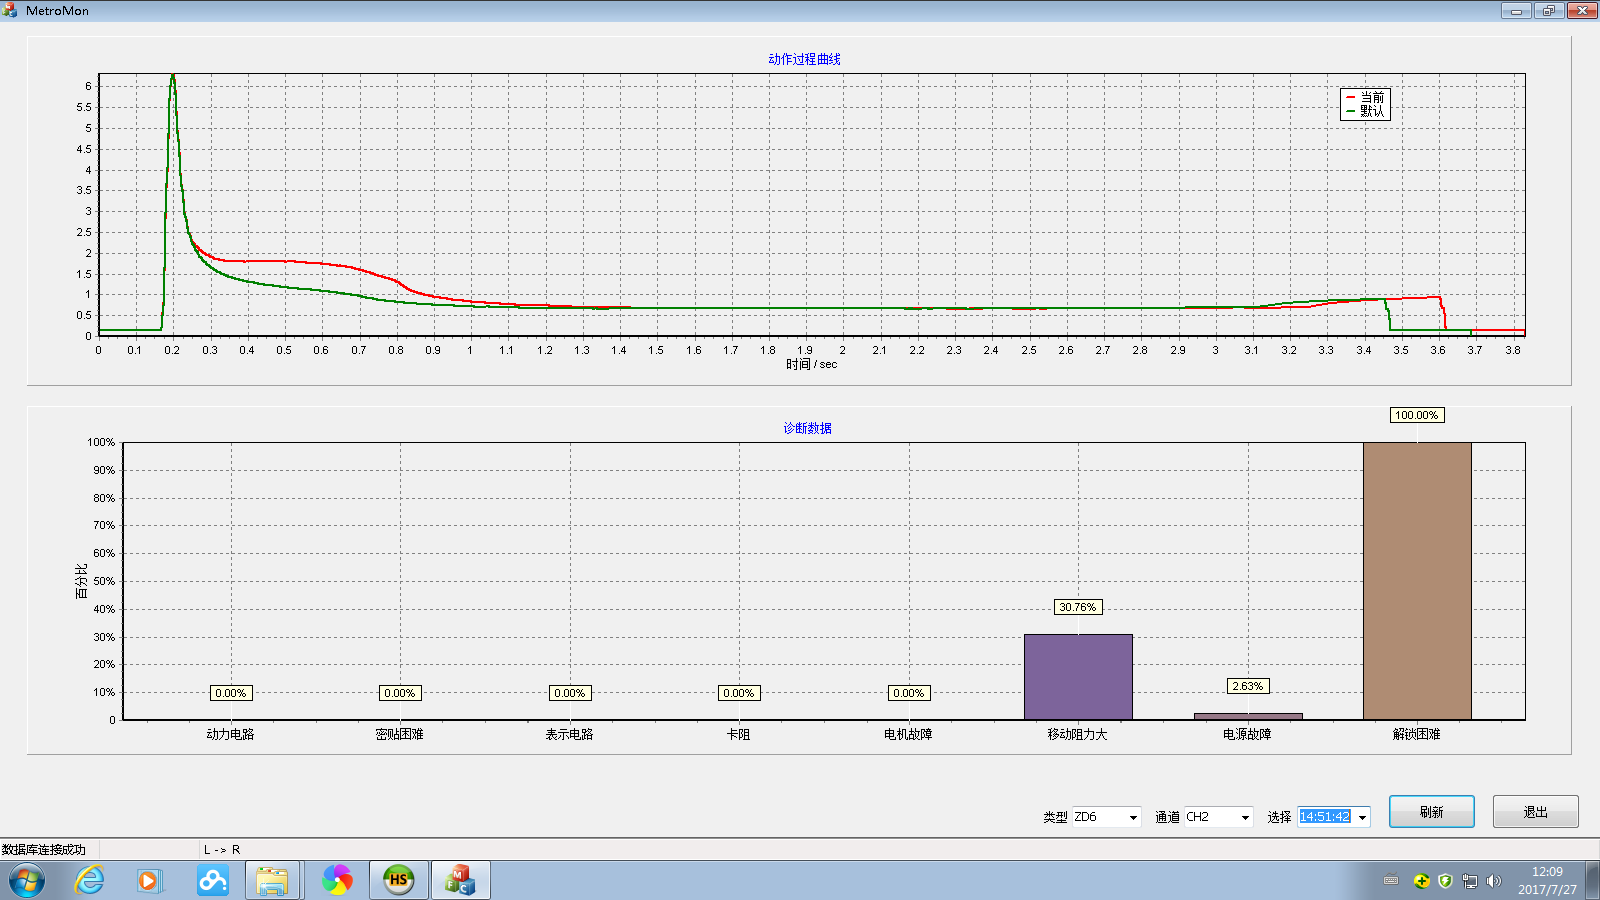 MetroMon
动作过程曲线
当前
默认
6
5.5
5
4.5
4
3.5
3
2.5
2
1.5
1
0.5
0
0 0.1 0.2 0.3 0.4 0.5 0.6 0.7 0.8 0.9 1 1.1 1.2 1.3 1.4 1.5 1.6 1.7 1.8 1.9 2 2.1 2.2 2.3 2.4 2.5 2.6 2.7 2.8 2.9 3 3.1 3.2 3.3 3.4 3.5 3.6 3.7 3.8
时间 / sec
诊断数据
百分比
100%
90%
80%
70%
60%
50%
40%
30%
20%
10%
0
0.00% 0.00% 0.00% 0.00% 0.00% 30.76% 2.63% 100.00%
动力电路 密贴困难 表示电路 卡阻 电机故障 移动阻力大 电源故障 解锁困难
类型 ZD6 通道 CH2 选择 14:51:42 刷新 退出
数据库连接成功 L -> R
HS
M F C
12:09
2017/7/27